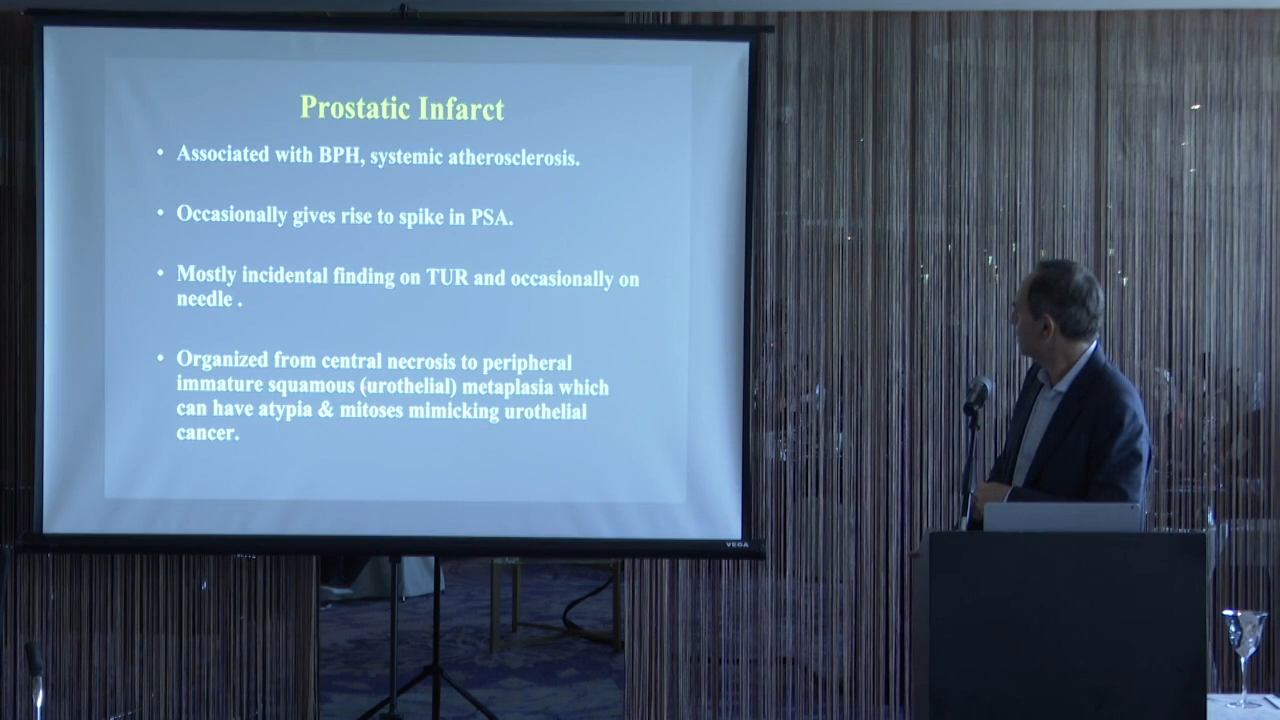 Prostatic Infarct
• Associated with BPH, systemic atherosclerosis.
• Occasionally gives rise to spike in PSA.
• Mostly incidental finding on TUR and occasionally on
needle .
• Organized from central necrosis to peripheral
immature squamous (urothelial) metaplasia which
can have atypia & mitoses mimicking urothelial
cancer.
VEGA